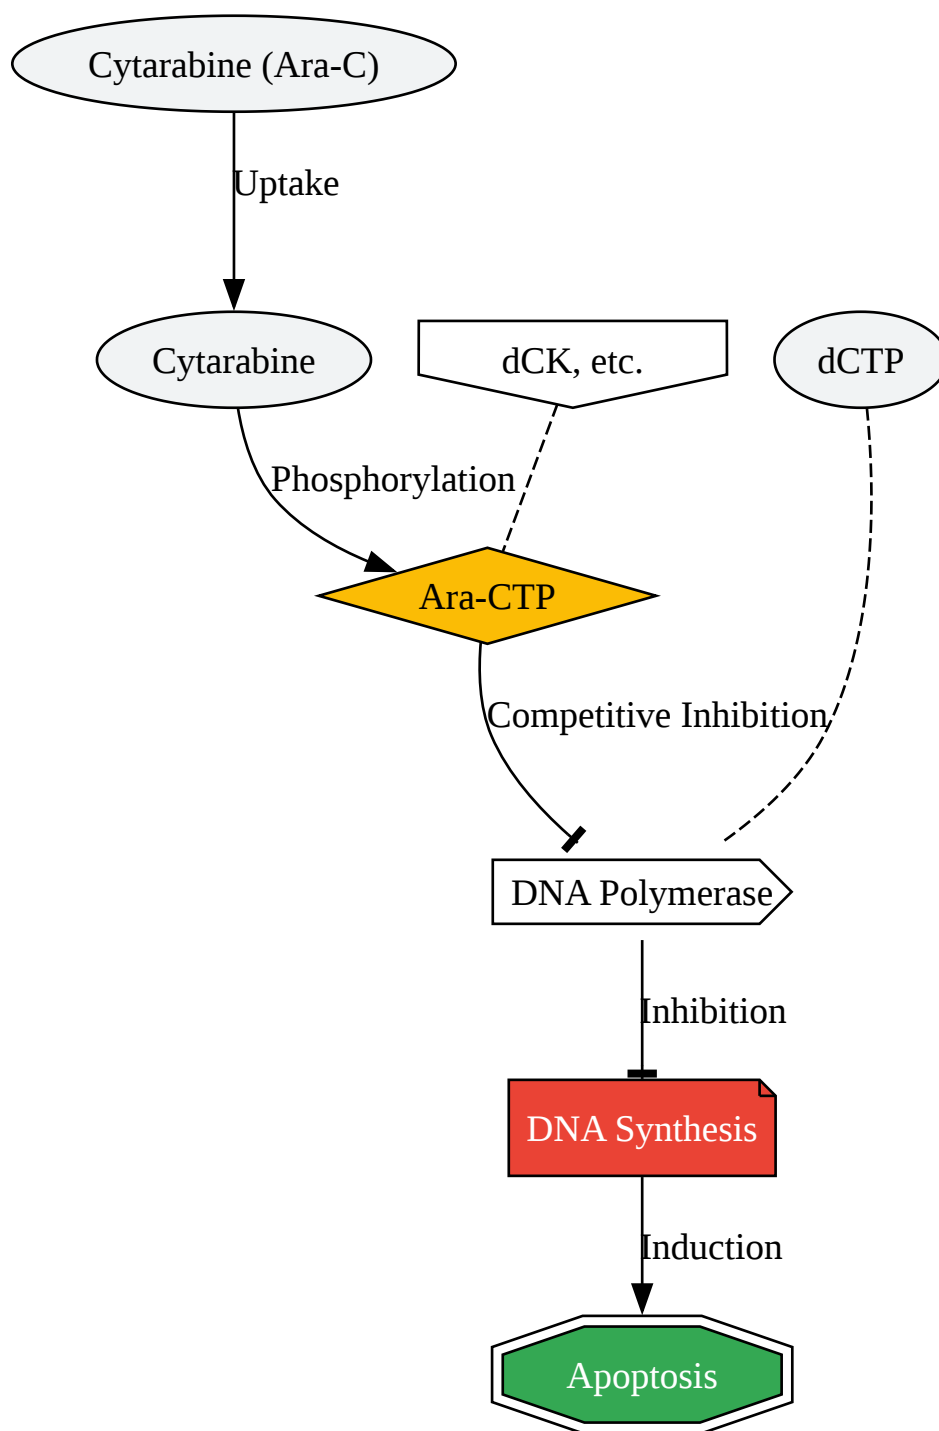 Cytarabine (Ara-C)
Uptake
Cytarabine
dCK, etc.
dCTP
Phosphorylation
Ara-CTP
Competitive Inhibition
DNA Polymerase
Inhibition
DNA Synthesis
Induction
Apoptosis